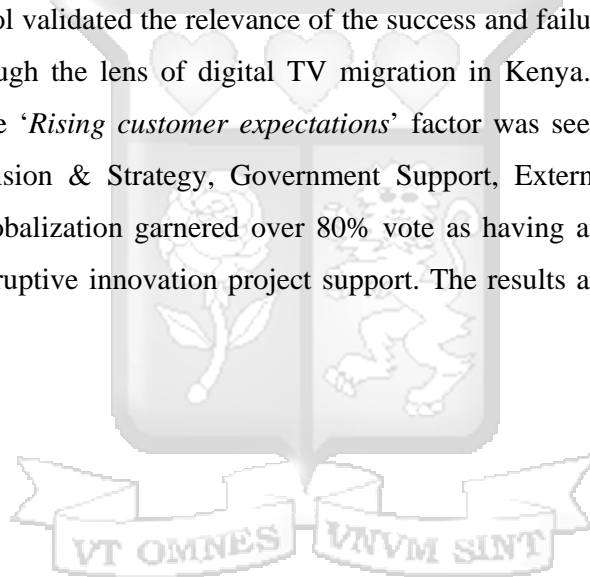 ol validated the relevance of the success and failu
ugh the lens of digital TV migration in Kenya.
e ‘Rising customer expectations’ factor was see
ision & Strategy, Government Support, Extern
obalization garnered over 80% vote as having a
ruptive innovation project support. The results a
VT OMNES VNVM SINT